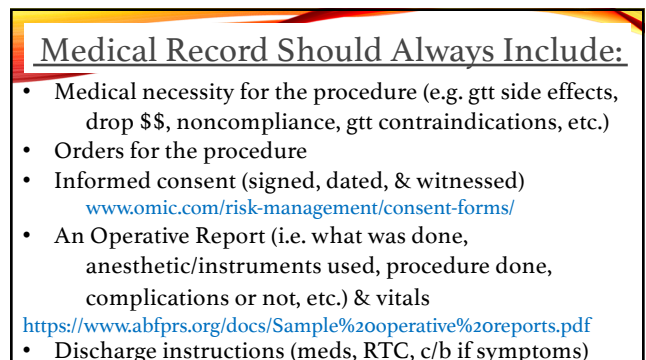 Medical Record Should Always Include:
• Medical necessity for the procedure (e.g. gtt side effects,
drop $$, noncompliance, gtt contraindications, etc.)
• Orders for the procedure
• Informed consent (signed, dated, & witnessed)
www.omic.com/risk-management/consent-forms/
• An Operative Report (i.e. what was done,
anesthetic/instruments used, procedure done,
complications or not, etc.) & vitals
https://www.abfprs.org/docs/Sample%20operative%20reports.pdf
• Discharge instructions (meds, RTC, c/b if symptoms)